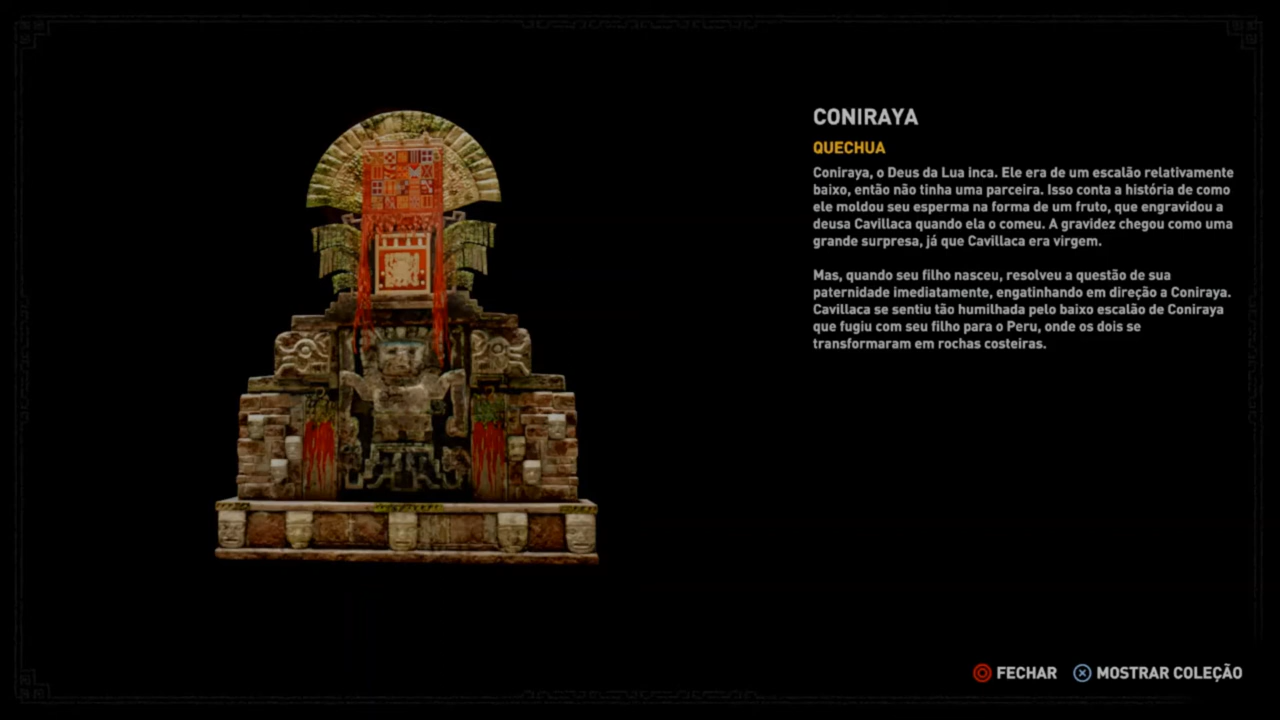 CONIRAYA
QUECHUA
Coniraya, o Deus da Lua inca. Ele era de um escalão relativamente
baixo, então não tinha uma parceira. Isso conta a história de como
ele moldou seu esperma na forma de um fruto, que engravidou a
deusa Cavillaca quando ela o comeu. A gravidez chegou como uma
grande surpresa, já que Cavillaca era virgem.
Mas, quando seu filho nasceu, resolveu a questão de sua
paternidade imediatamente, engatinhando em direção a Coniraya.
Cavillaca se sentiu tão humilhada pelo baixo escalão de Coniraya
que fugiu com seu filho para o Peru, onde os dois se
transformaram em rochas costeiras.
FECHAR MOSTRAR COLEÇÃO